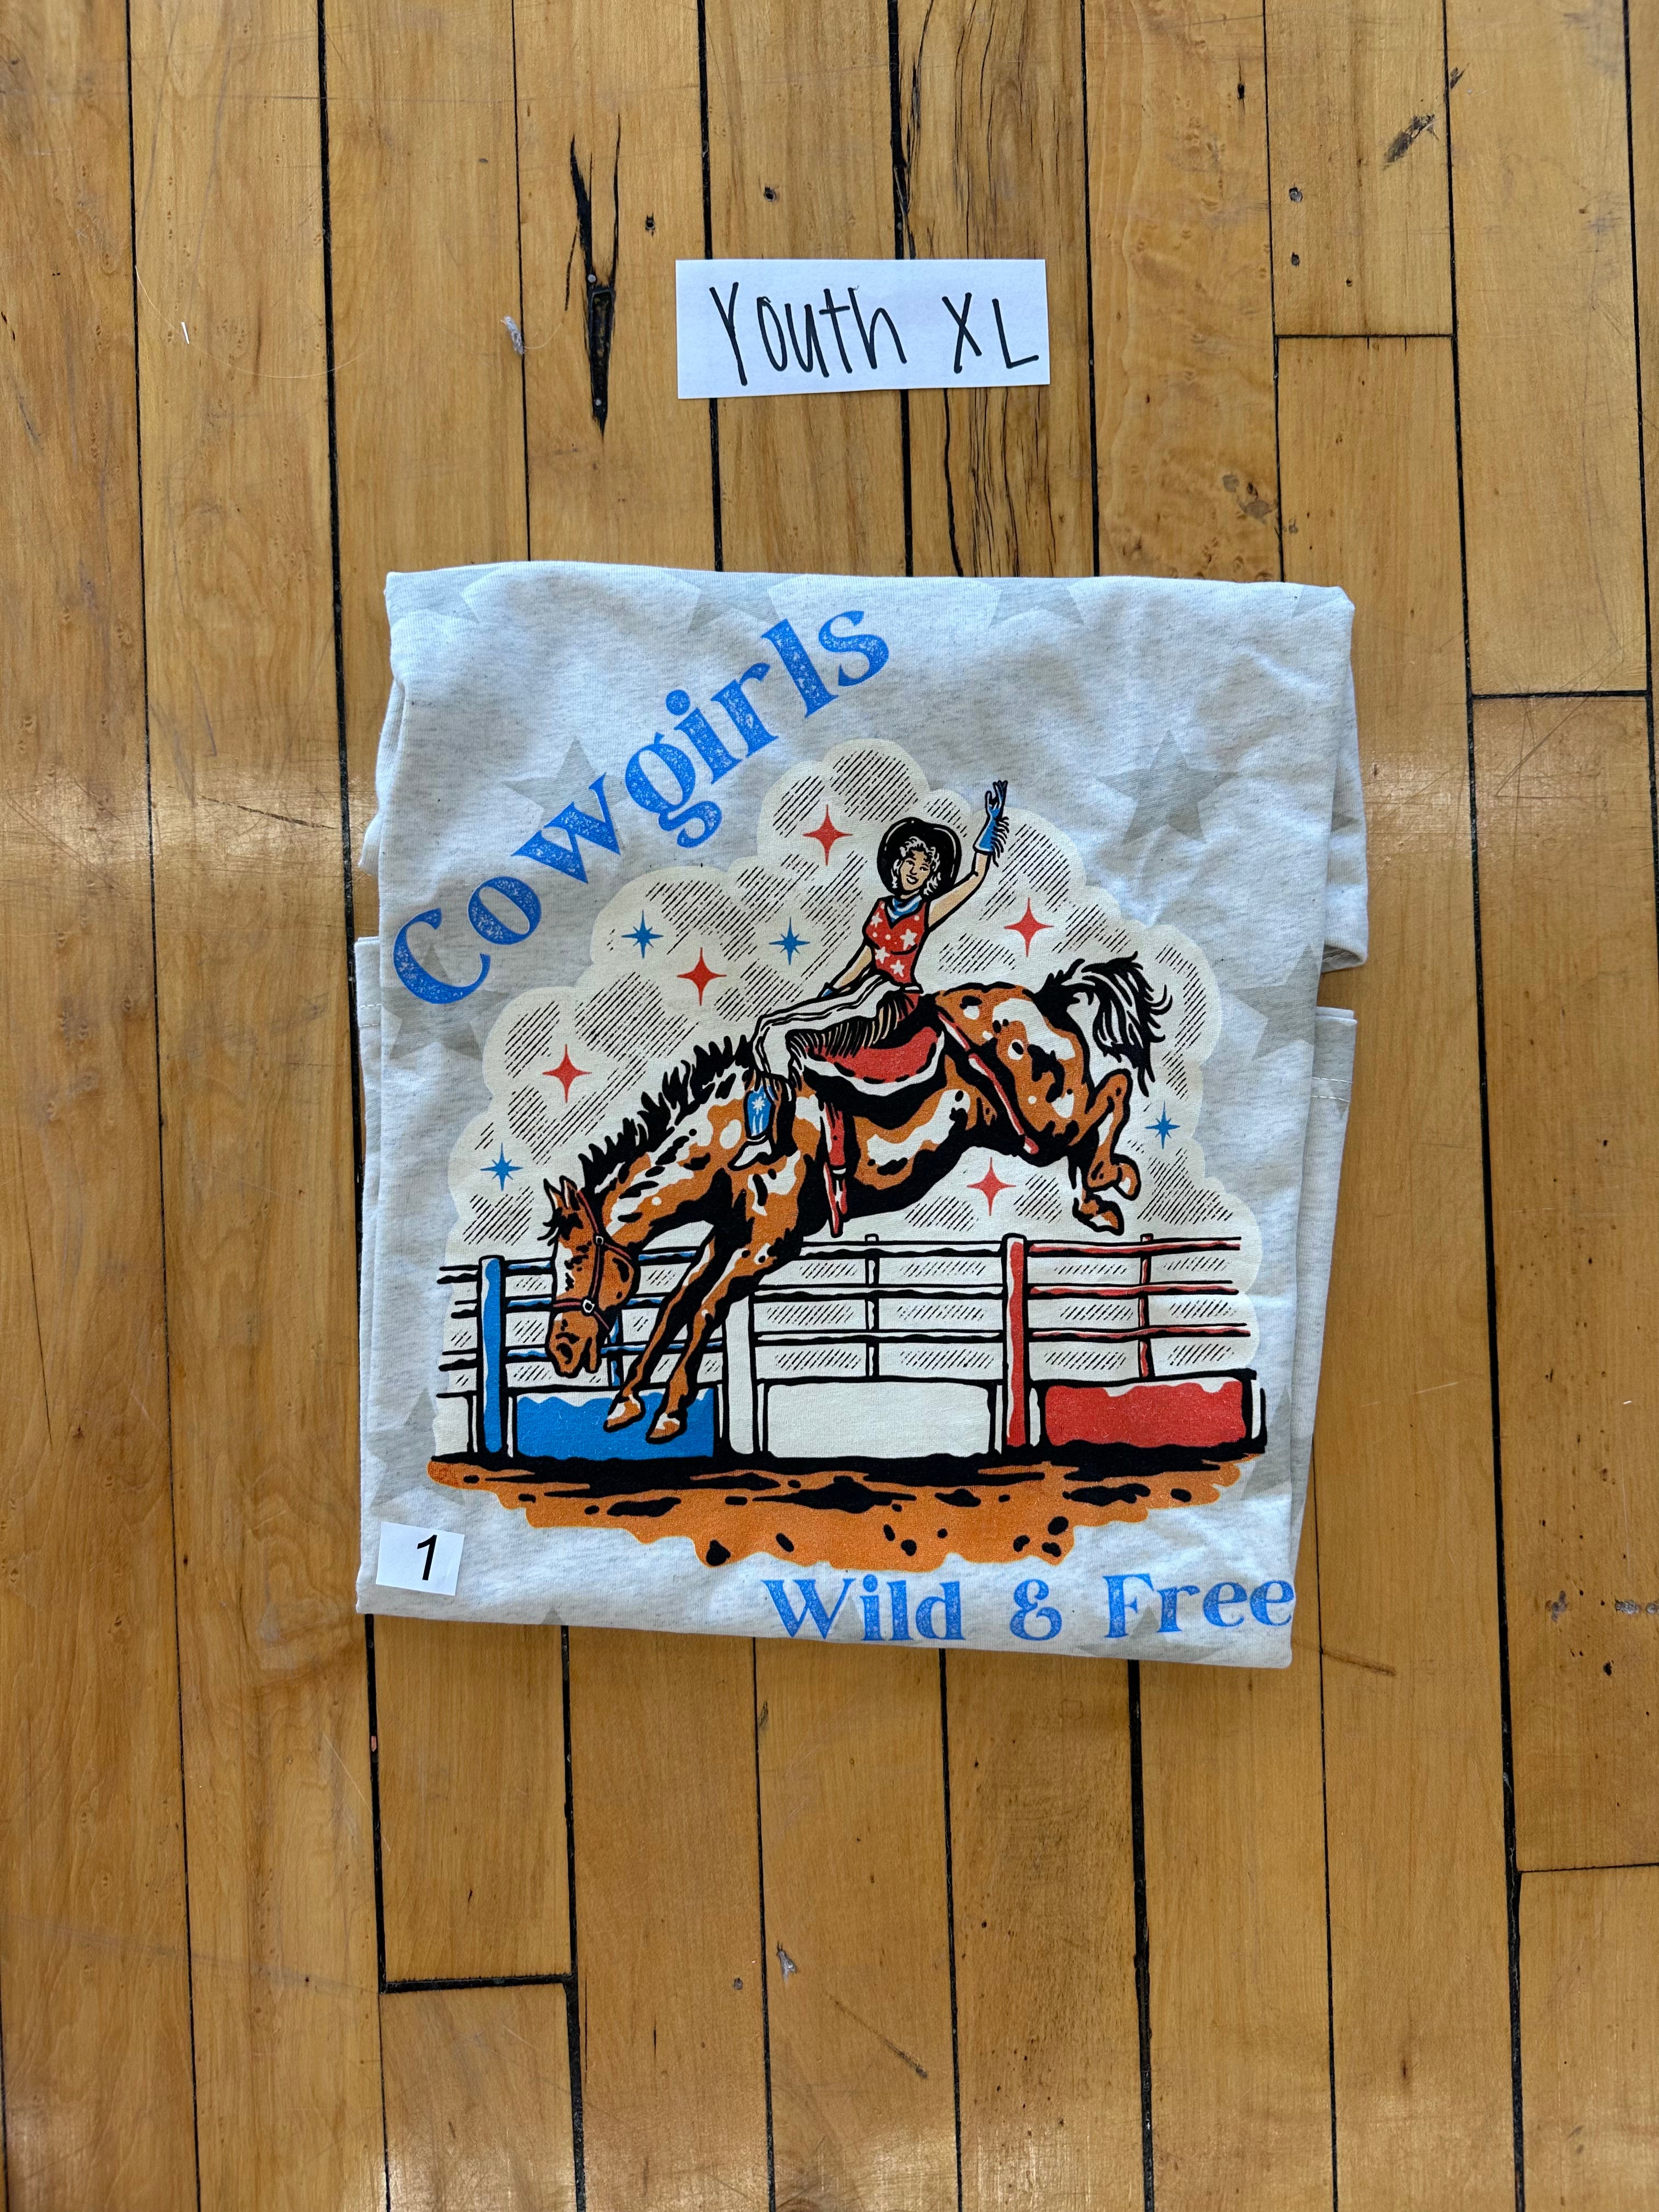 Youth XL
Cowgirls
1
Wild & Free